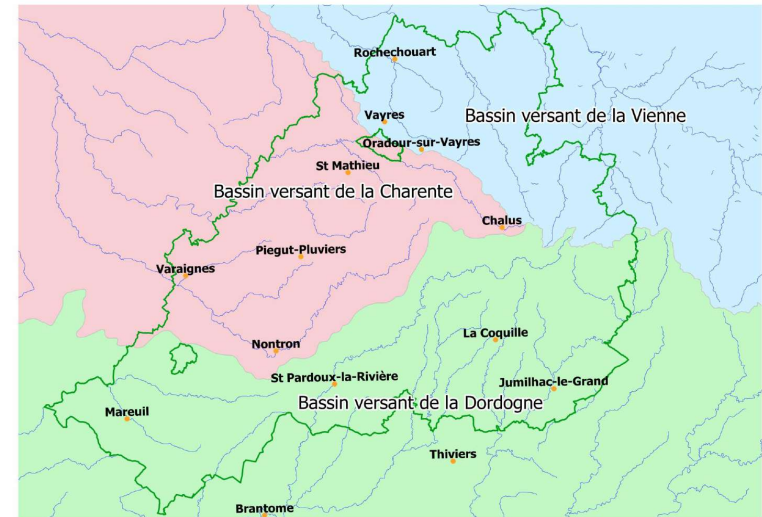 Rochechouart
Vayres
Bassin versant de la Vienne
Oradour-sur-Vayres
St Mathieu
Bassin versant de la Charente
Chalus
Piegut-Pluviers
Varaignes
La Coquille
Nontron
St Pardoux-la-Rivière
Jumilhac-le-Grand
Bassin versant de la Dordogne
Mareuil
Thiviers
Brantome